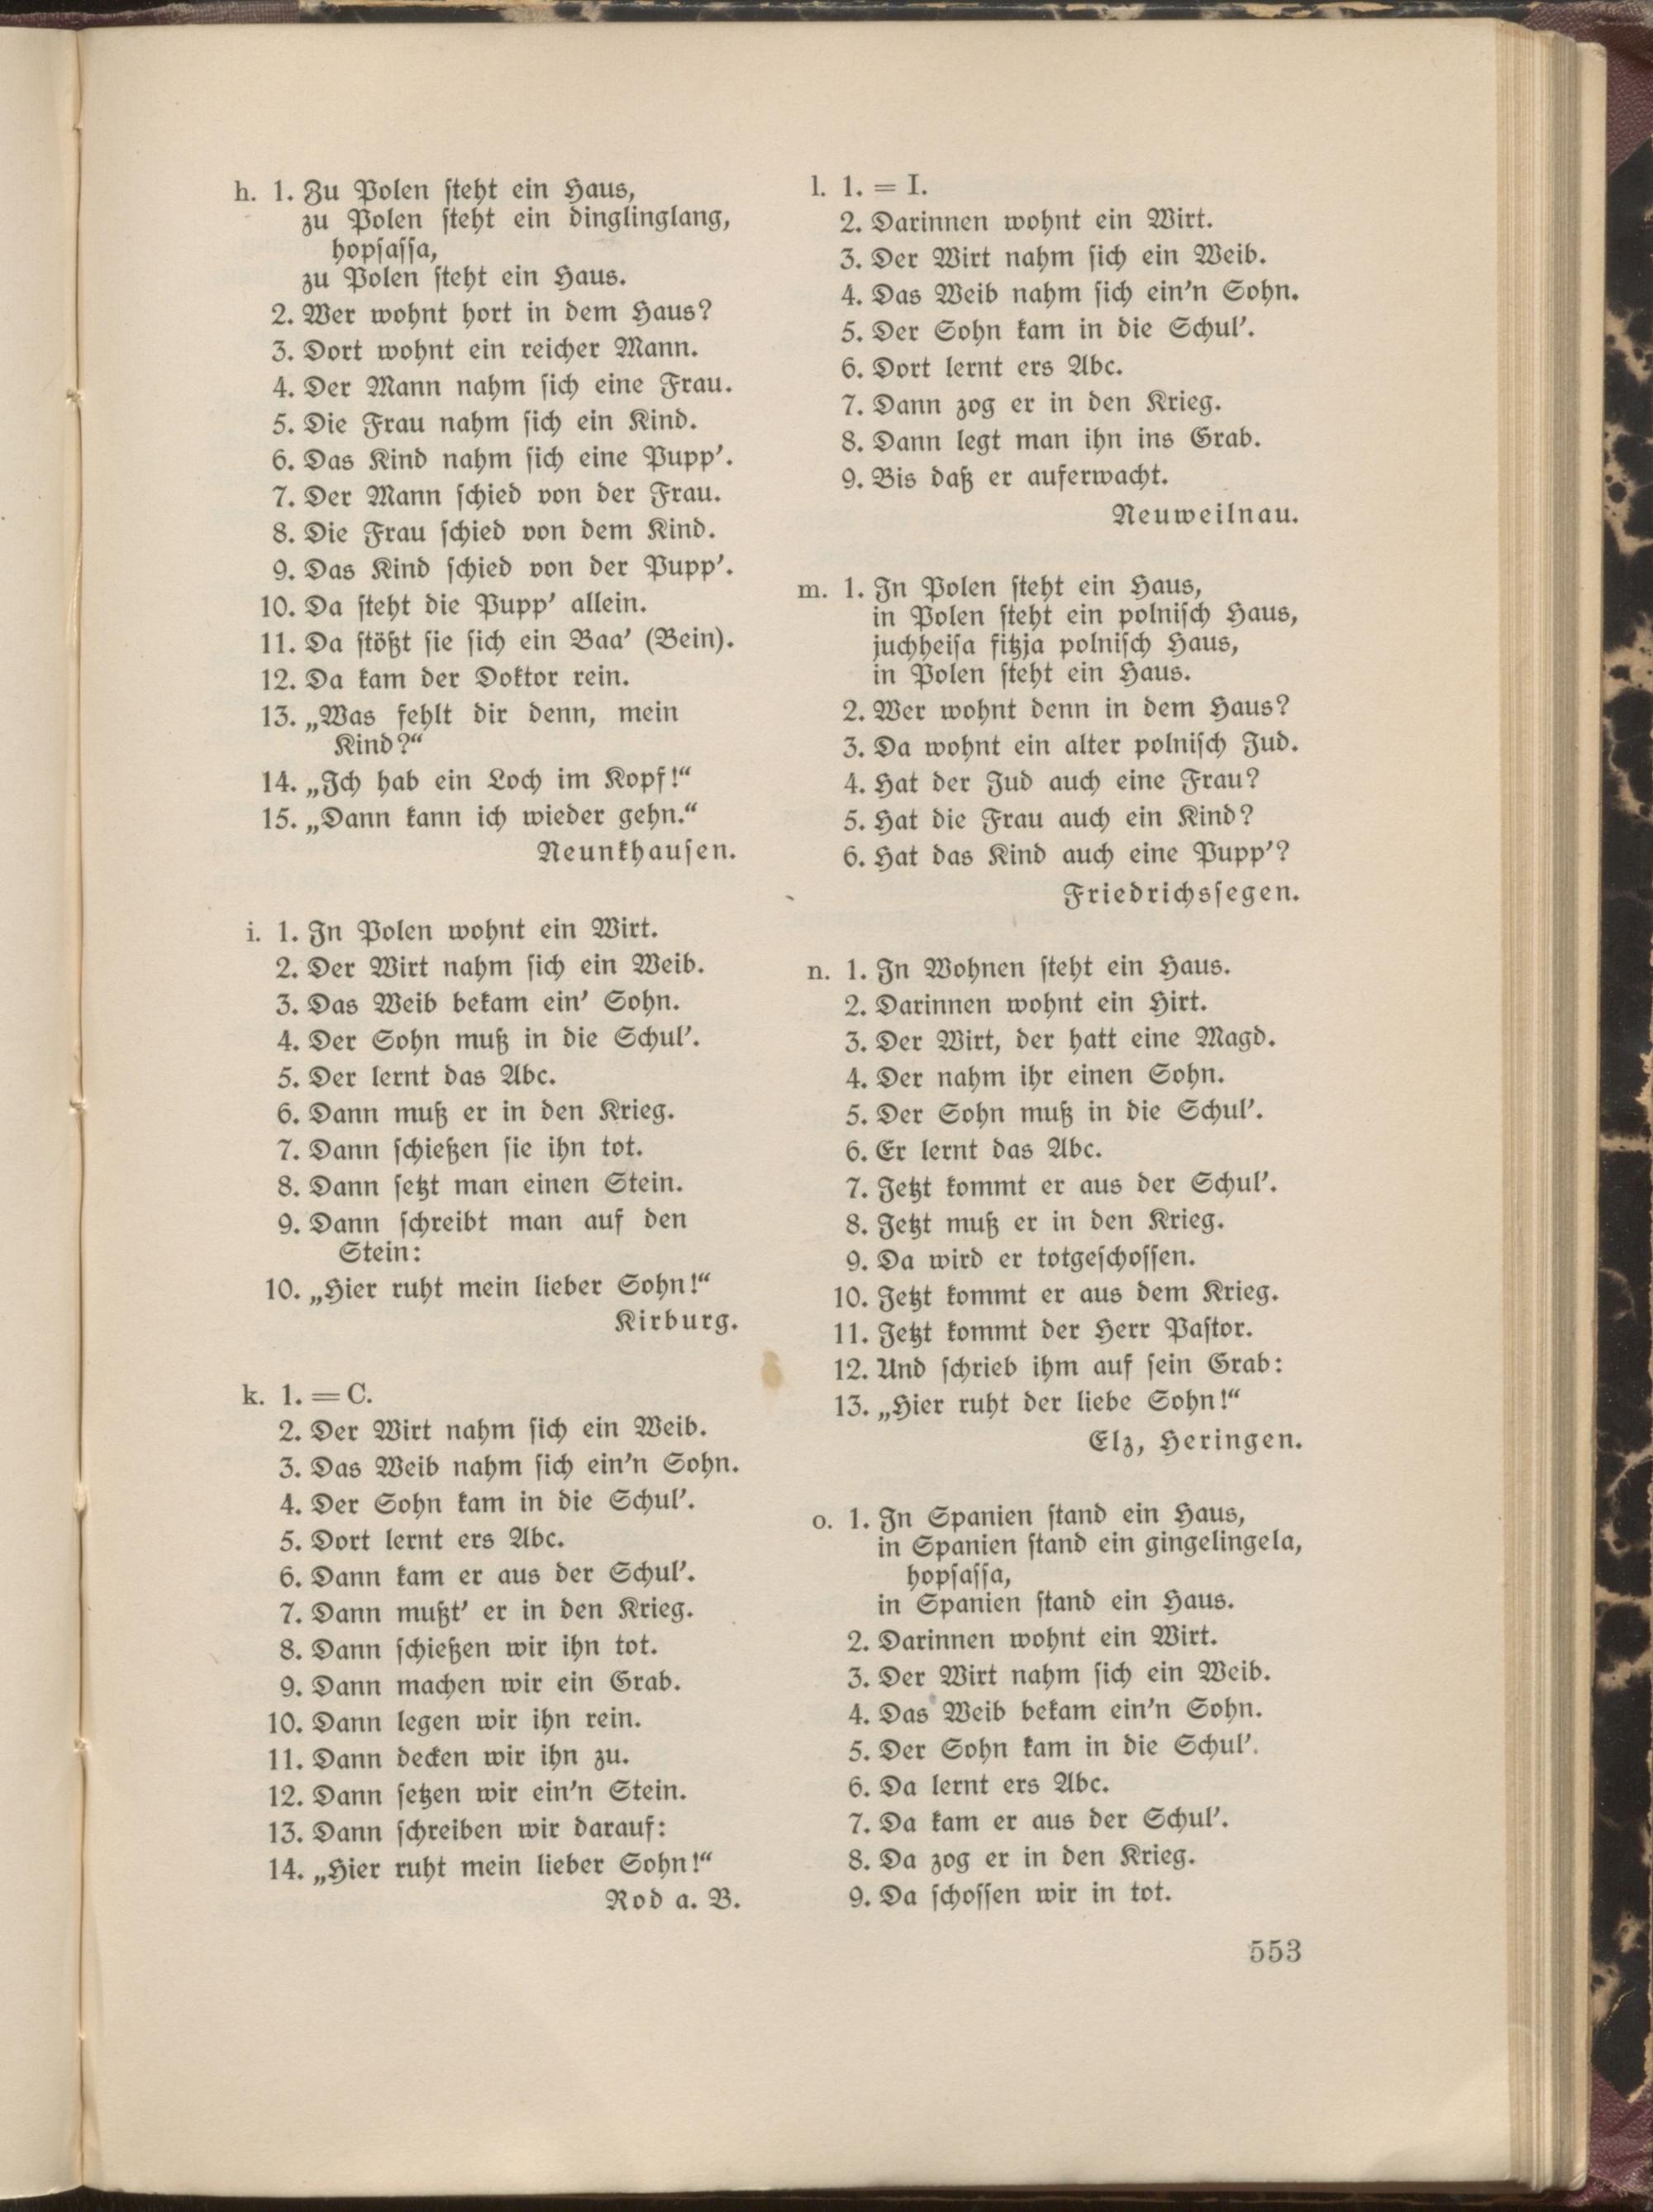 h. 1. Zu Polen steht ein Haus,
zu Polen steht ein dinglinglang,
hopsassa,
zu Polen steht ein Haus.
2. Wer wohnt hort in dem Haus?
3. Dort wohnt ein reicher Mann.
4. Der Mann nahm sich eine Frau.
5. Die Frau nahm sich ein Kind.
6. Das Kind nahm sich eine Pupp'.
7. Der Mann schied von der Frau.
8. Die Frau schied von dem Kind.
9. Das Kind schied von der Pupp'.
10. Da steht die Pupp' allein.
11. Da stößt sie sich ein Baa' (Bein).
12. Da kam der Doktor rein.
13. „Was fehlt dir denn, mein
Kind?“
14. „Ich hab ein Loch im Kopf!“
15. „Dann kann ich wieder gehn.“
Neunkhausen.
i. 1. In Polen wohnt ein Wirt.
2. Der Wirt nahm sich ein Weib.
3. Das Weib bekam ein' Sohn.
4. Der Sohn muß in die Schul'.
5. Der lernt das Abc.
6. Dann muß er in den Krieg.
7. Dann schießen sie ihn tot.
8. Dann setzt man einen Stein.
9. Dann schreibt man auf den
Stein:
10. „Hier ruht mein lieber Sohn!“
Kirburg.
k. 1. = C.
2. Der Wirt nahm sich ein Weib.
3. Das Weib nahm sich ein'n Sohn.
4. Der Sohn kam in die Schul'.
5. Dort lernt ers Abc.
6. Dann kam er aus der Schul'.
7. Dann mußt' er in den Krieg.
8. Dann schießen wir ihn tot.
9. Dann machen wir ein Grab.
10. Dann legen wir ihn rein.
11. Dann decken wir ihn zu.
12. Dann setzen wir ein'n Stein.
13. Dann schreiben wir darauf:
14. „Hier ruht mein lieber Sohn!“
Rod a. B.
l. 1. = I.
2. Darinnen wohnt ein Wirt.
3. Der Wirt nahm sich ein Weib.
4. Das Weib nahm sich ein'n Sohn.
5. Der Sohn kam in die Schul'.
6. Dort lernt ers Abc.
7. Dann zog er in den Krieg.
8. Dann legt man ihn ins Grab.
9. Bis daß er auferwacht.
Neuweilnau.
m. 1. In Polen steht ein Haus,
in Polen steht ein polnisch Haus,
juchheisa fitzja polnisch Haus,
in Polen steht ein Haus.
2. Wer wohnt denn in dem Haus?
3. Da wohnt ein alter polnisch Jud.
4. Hat der Jud auch eine Frau?
5. Hat die Frau auch ein Kind?
6. Hat das Kind auch eine Pupp'?
Friedrichssegen.
n. 1. In Wohnen steht ein Haus.
2. Darinnen wohnt ein Hirt.
3. Der Wirt, der hatt eine Magd.
4. Der nahm ihr einen Sohn.
5. Der Sohn muß in die Schul'.
6. Er lernt das Abc.
7. Jetzt kommt er aus der Schul'.
8. Jetzt muß er in den Krieg.
9. Da wird er totgeschossen.
10. Jetzt kommt er aus dem Krieg.
11. Jetzt kommt der Herr Pastor.
12. Und schrieb ihm auf sein Grab:
13. „Hier ruht der liebe Sohn!“
Elz, Heringen.
o. 1. In Spanien stand ein Haus,
in Spanien stand ein gingelingela,
hopsassa,
in Spanien stand ein Haus.
2. Darinnen wohnt ein Wirt.
3. Der Wirt nahm sich ein Weib.
4. Das Weib bekam ein'n Sohn.
5. Der Sohn kam in die Schul'.
6. Da lernt ers Abc.
7. Da kam er aus der Schul'.
8. Da zog er in den Krieg.
9. Da schossen wir in tot.
553